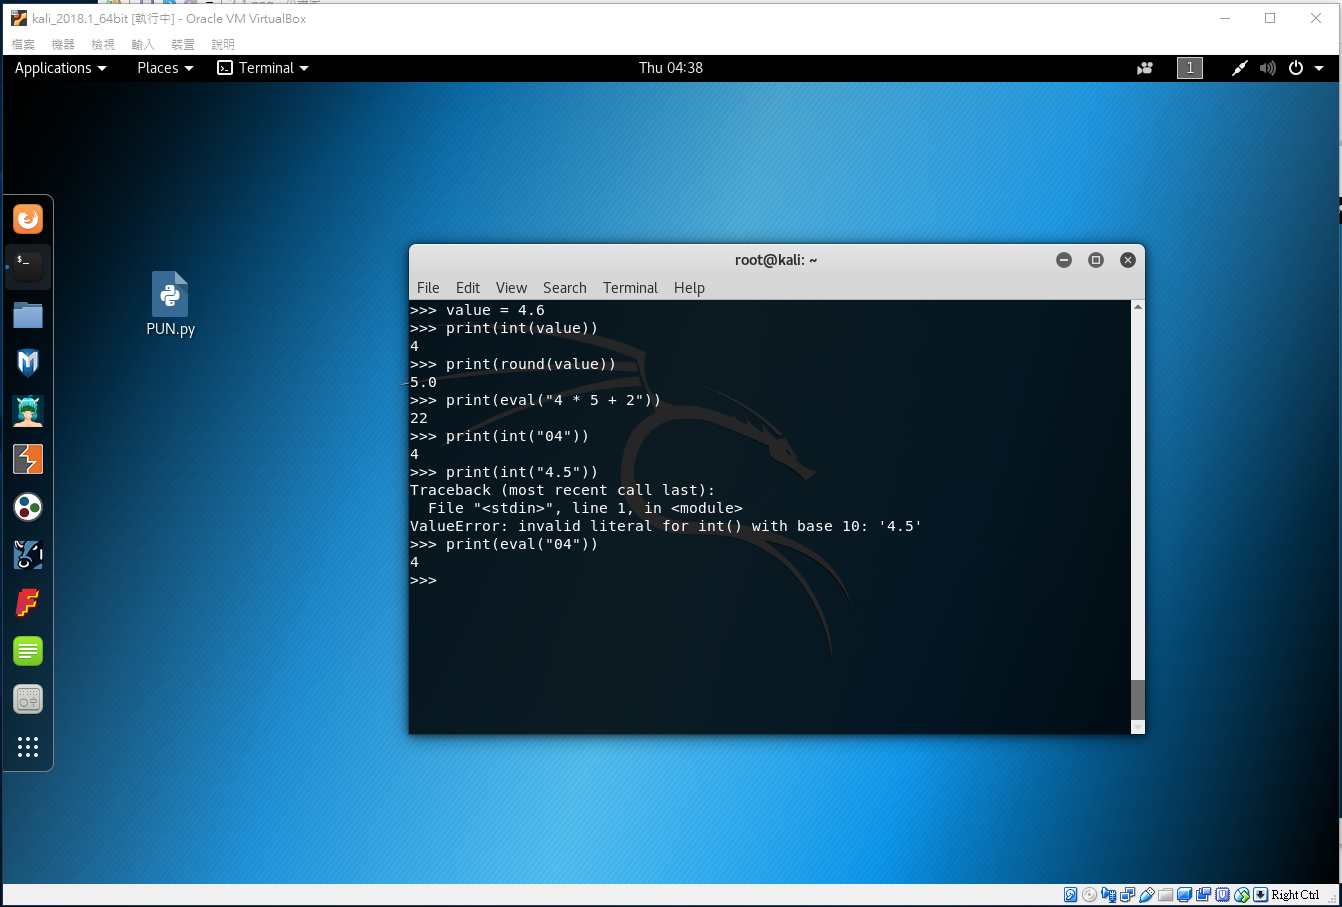 kali_2018.1_64bit [執行中] - Oracle VM VirtualBox
檔案 機器 檢視 輸入 裝置 說明
Applications Places Terminal Thu 04:38 1
PUN.py
root@kali: ~
File Edit View Search Terminal Help
>>> value = 4.6
>>> print(int(value))
4
>>> print(round(value))
5.0
>>> print(eval("4 * 5 + 2"))
22
>>> print(int("04"))
4
>>> print(int("4.5"))
Traceback (most recent call last):
  File "<stdin>", line 1, in <module>
ValueError: invalid literal for int() with base 10: '4.5'
>>> print(eval("04"))
4
>>>
Right Ctrl